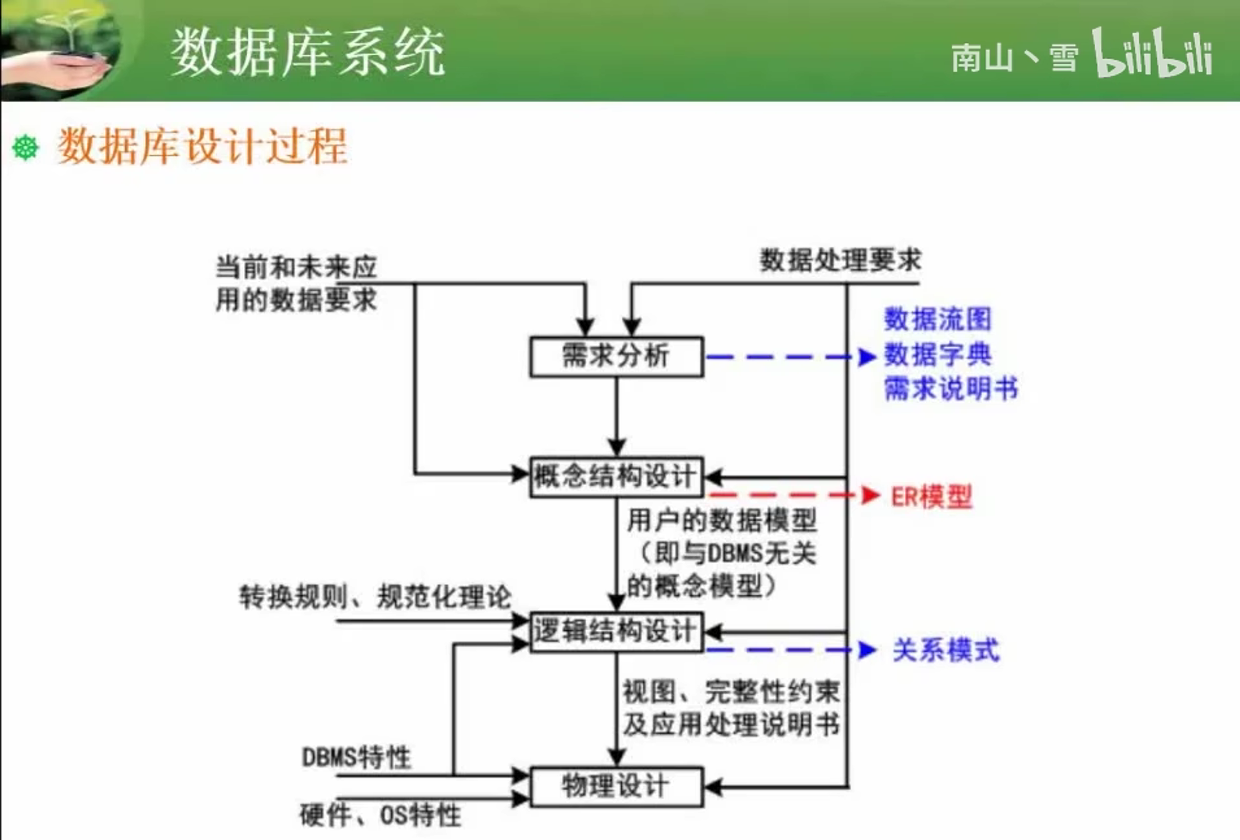 数据库系统
南山丶雪 bilibili
数据库设计过程
当前和未来应
用的数据要求
数据处理要求
数据流图
需求分析
数据字典
需求说明书
概念结构设计
ER模型
用户的数据模型
（即与DBMS无关
的概念模型）
转换规则、规范化理论
逻辑结构设计
关系模式
视图、完整性约束
及应用处理说明书
DBMS特性
物理设计
硬件、OS特性